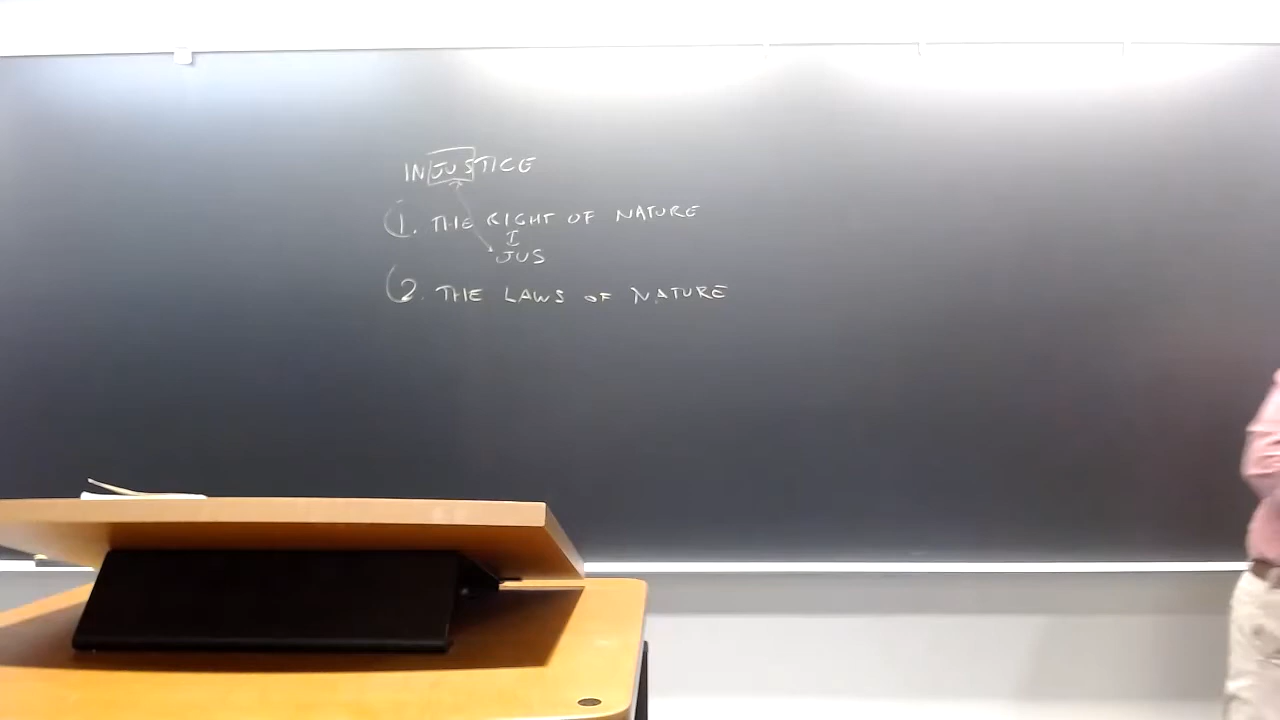 INJUSTICE
1. THE RIGHT OF NATURE
JUS
2. THE LAWS OF NATURE